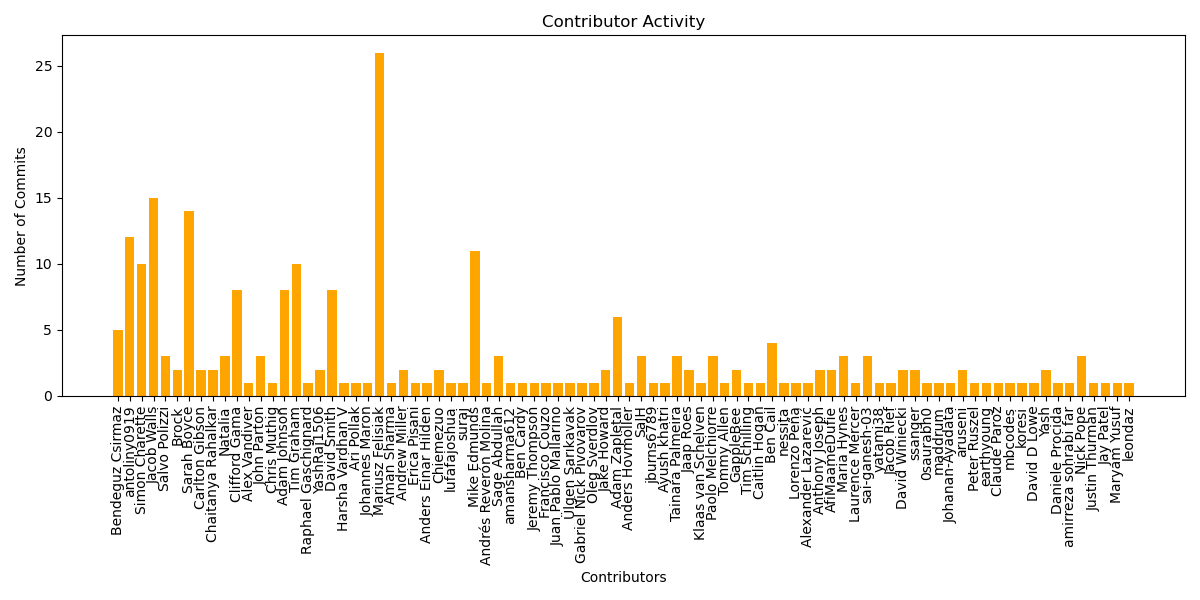 Contributor Activity
Number of Commits
25
20
15
10
5
0
Bendeguz Csirmaz
antoliny0919
Simon Charette
Jacob Walls
Salvo Polizzi
Brock
Sarah Boyce
Carlton Gibson
Chaitanya Rahalkar
Natalia
Clifford Gama
Alex Vandiver
John Parton
Chris Muthig
Adam Johnson
Tim Graham
Raphael Gaschignard
YashRaj1506
David Smith
Harsha Vardhan V
Ari Pollak
Johannes Maron
Mariusz Felisiak
Aman Sharma
Andrew Miller
Erica Pisani
Anders Einar Hilden
Chiemezuo
lufafajoshua
suraj
Mike Edmunds
Andrés Reverón Molina
Sage Abdullah
amansharma612
Ben Cardy
Jeremy Thompson
Francisco Couzo
Juan Pablo Mallarino
Ulgen Sarikavak
Gabriel Nick Pivovarov
Oleg Sverdlov
Jake Howard
Adam Zapletal
Anders Hovmöller
SaJH
jburns6789
Ayush khatri
Tainara Palmeira
Jaap Roes
Klaas van Schelven
Paolo Melchiorre
Tommy Allen
GappleBee
Tim Schilling
Caitlin Hogan
Ben Cail
nessita
Lorenzo Peña
Alexander Lazarević
Anthony Joseph
AfiMaameDufie
Matt Hynes
Laurence Mercer
sai-ganesh-03
yatami38
Jacob Rief
David Winiecki
ssanger
0saurabh0
mguegnol
Johanan-Ayadata
aruseni
Peter Ruszel
earthyoung
Claude Paroz
mbcodes
koresi
David D Lowe
Yash
Daniele Procida
amirreza sohrabi far
Nick Pope
Justin Thurman
Jay Patel
Maryam Yusuf
leondaz
Contributors